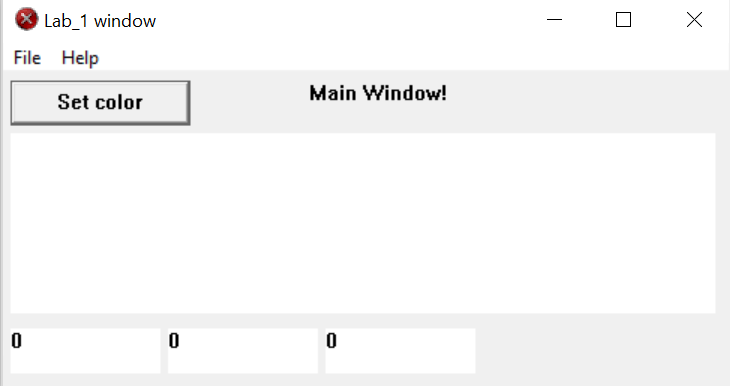 Lab_1 window
File Help
Set color
Main Window!
0 0 0